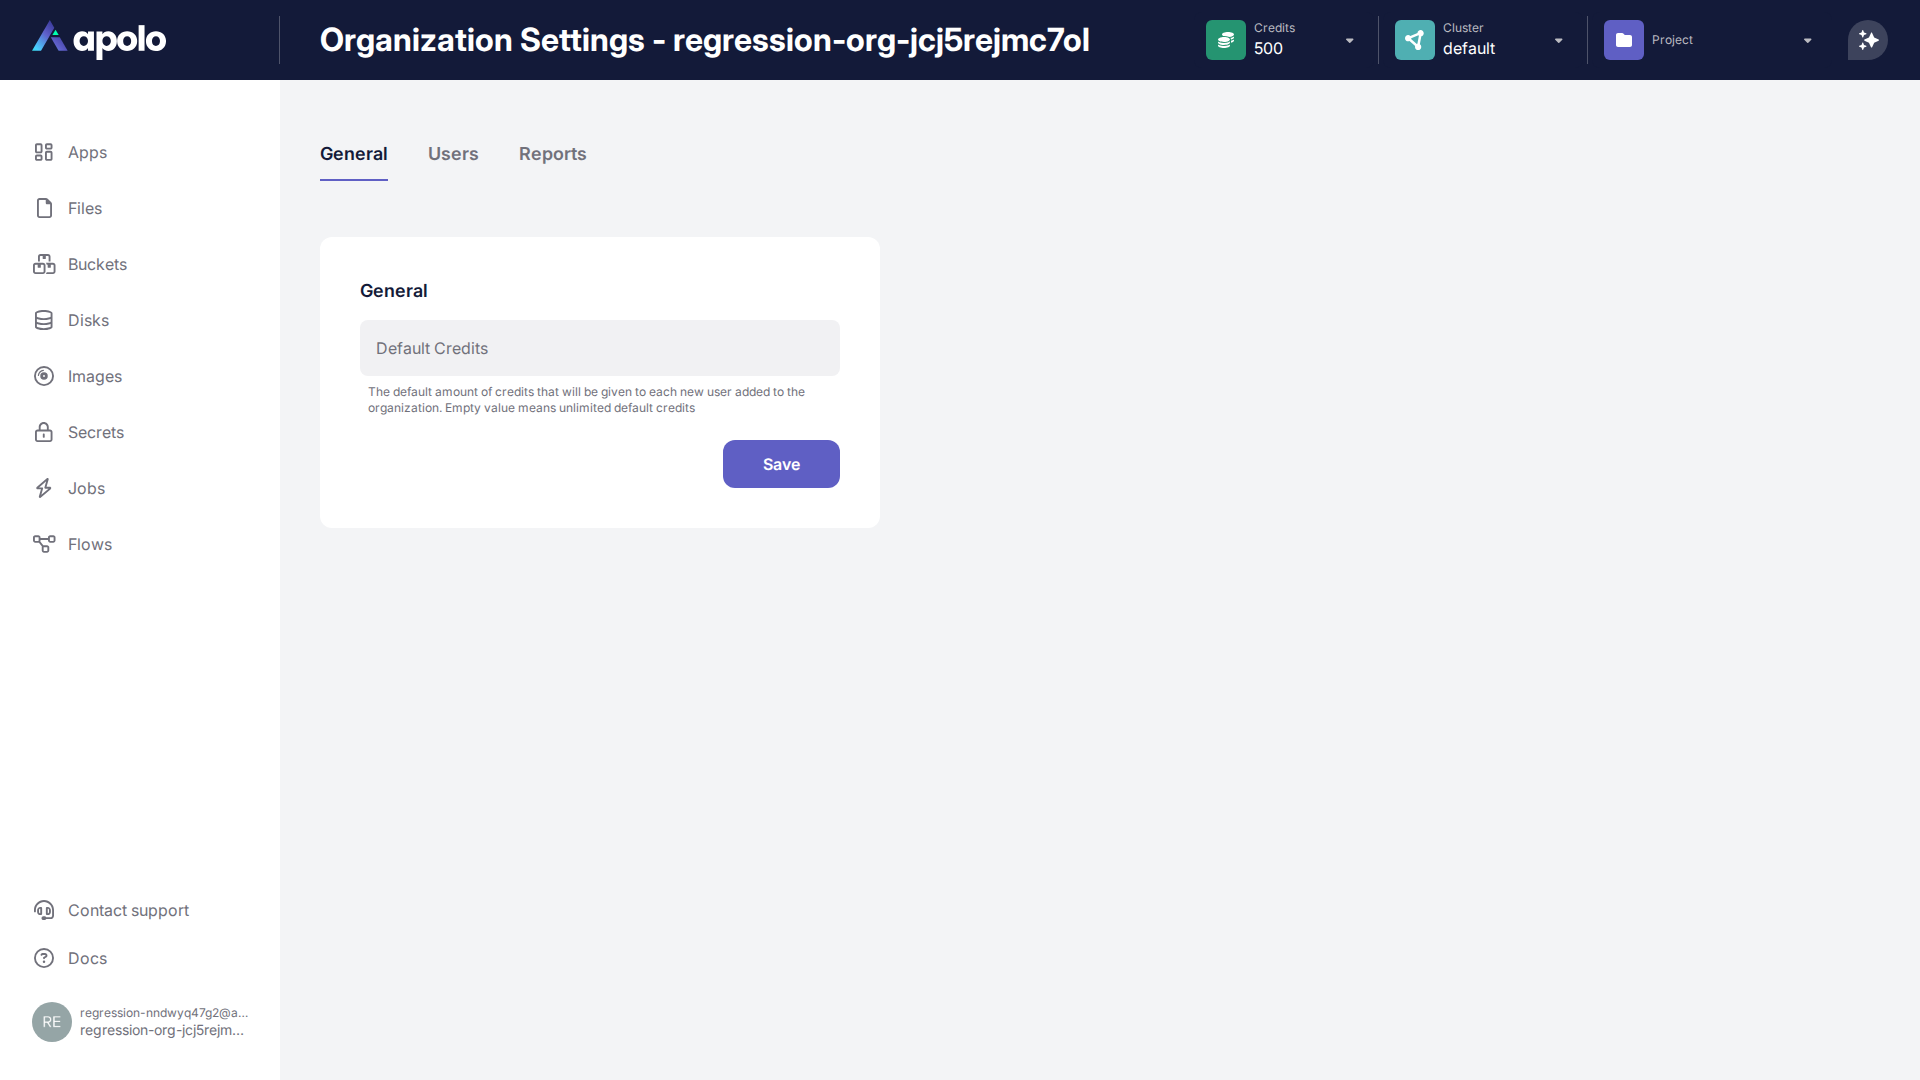 apolo
Organization Settings - regression-org-jcj5rejmc7ol
Credits
500
Cluster
default
Project
Apps
Files
Buckets
Disks
Images
Secrets
Jobs
Flows
Contact support
Docs
RE
regression-nndwyq47g2@a...
regression-org-jcj5rejm...
General
Users
Reports
General
Default Credits
The default amount of credits that will be given to each new user added to the
organization. Empty value means unlimited default credits
Save